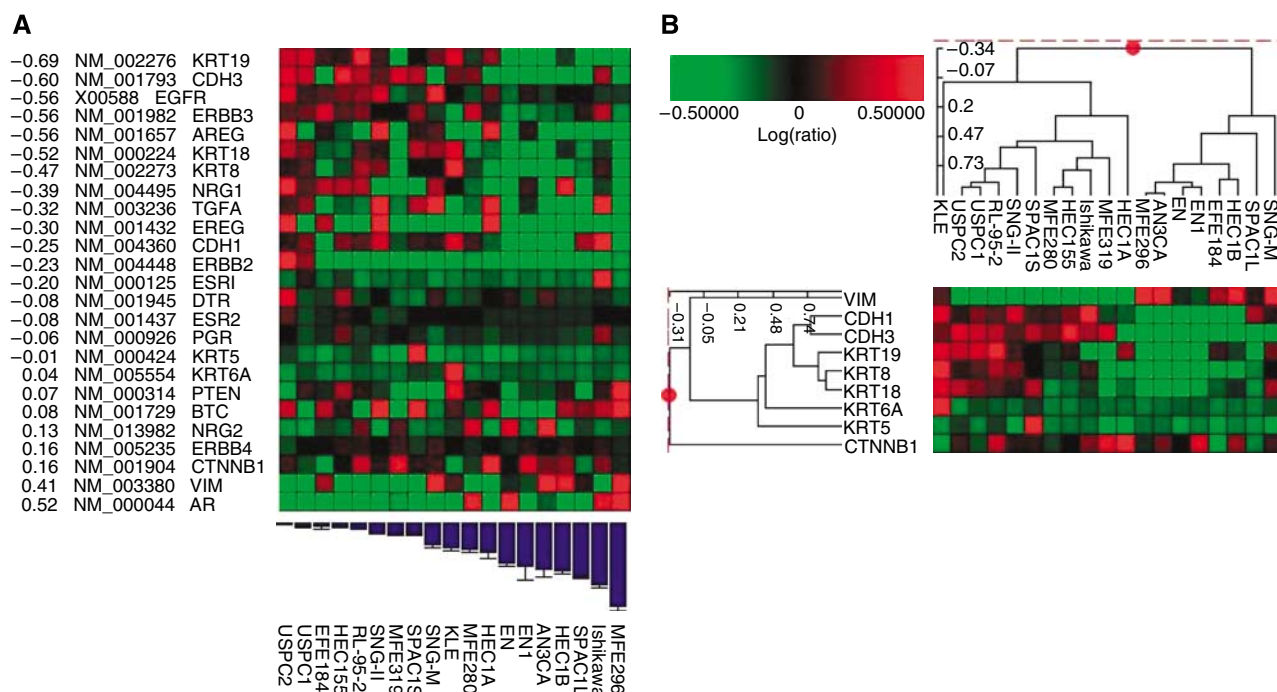 A
−0.69 NM_002276 KRT19
−0.60 NM_001793 CDH3
−0.56 X00588 EGFR
−0.56 NM_001982 ERBB3
−0.56 NM_001657 AREG
−0.52 NM_000224 KRT18
−0.47 NM_002273 KRT8
−0.39 NM_004495 NRG1
−0.32 NM_003236 TGFA
−0.30 NM_001432 EREG
−0.25 NM_004360 CDH1
−0.23 NM_004448 ERBB2
−0.20 NM_000125 ESRI
−0.08 NM_001945 DTR
−0.08 NM_001437 ESR2
−0.06 NM_000926 PGR
−0.01 NM_000424 KRT5
0.04 NM_005554 KRT6A
0.07 NM_000314 PTEN
0.08 NM_001729 BTC
0.13 NM_013982 NRG2
0.16 NM_005235 ERBB4
0.16 NM_001904 CTNNB1
0.41 NM_003380 VIM
0.52 NM_000044 AR
USPC2
USPC1
EFE184
HEC155
RL-95-2
SNG-II
MFE319
SPAC1S
SNG-M
KLE
MFE280
HEC1A
EN
EN1
AN3CA
HEC1B
SPAC1L
Ishikawa
MFE296
B
−0.50000 0 0.50000
Log(ratio)
−0.34
−0.07
0.2
0.47
0.73
KLE
USPC2
USPC1
RL-95-2
SNG-II
SPAC1S
MFE280
HEC155
Ishikawa
MFE319
HEC1A
MFE296
AN3CA
EN
EN1
EFE184
HEC1B
SPAC1L
SNG-M
−0.31
−0.05
0.21
0.48
0.74
VIM
CDH1
CDH3
KRT19
KRT8
KRT18
KRT6A
KRT5
CTNNB1